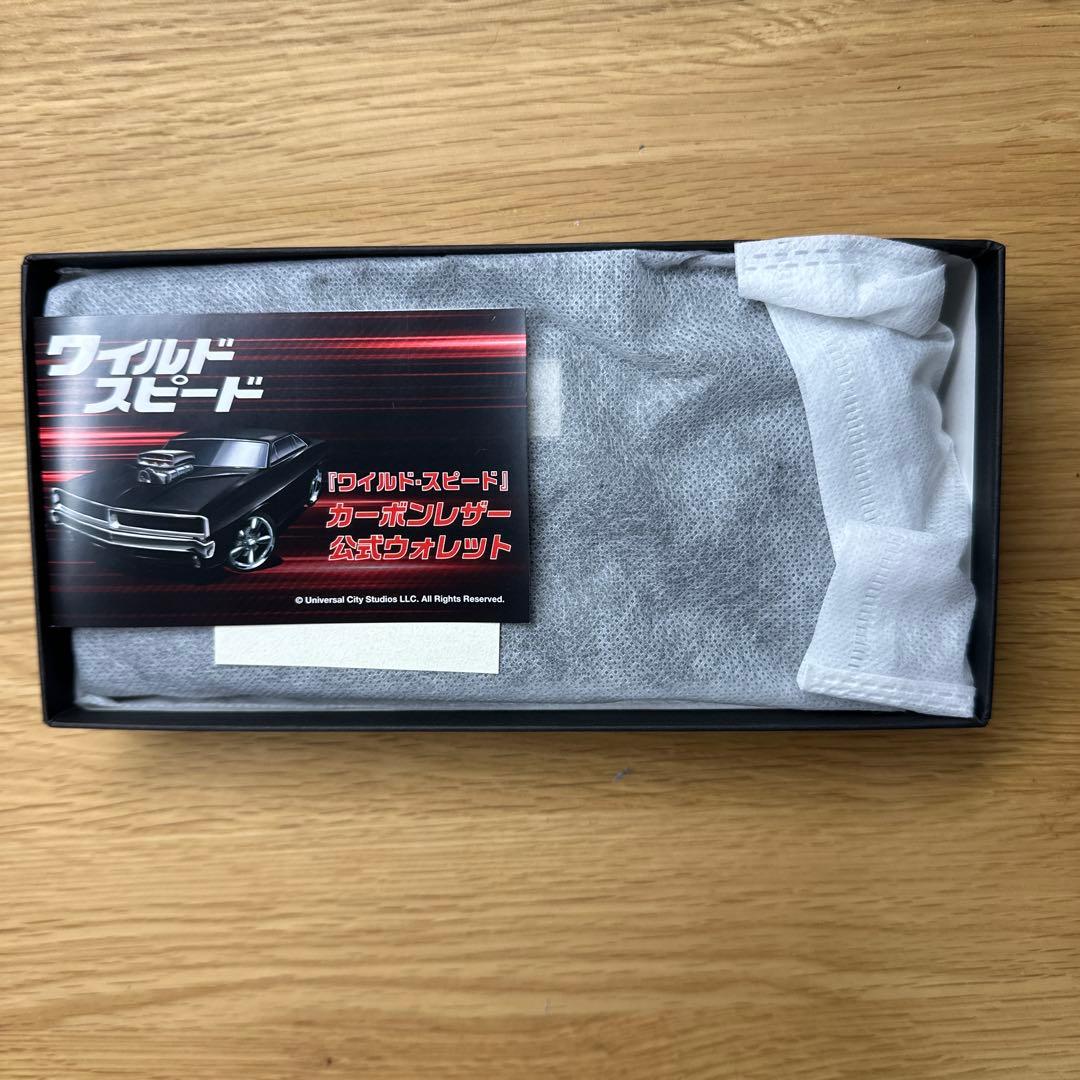 ワイルド
スピード
『ワイルド・スピード』
カーボンレザー
公式ウォレット
© Universal City Studios LLC. All Rights Reserved.